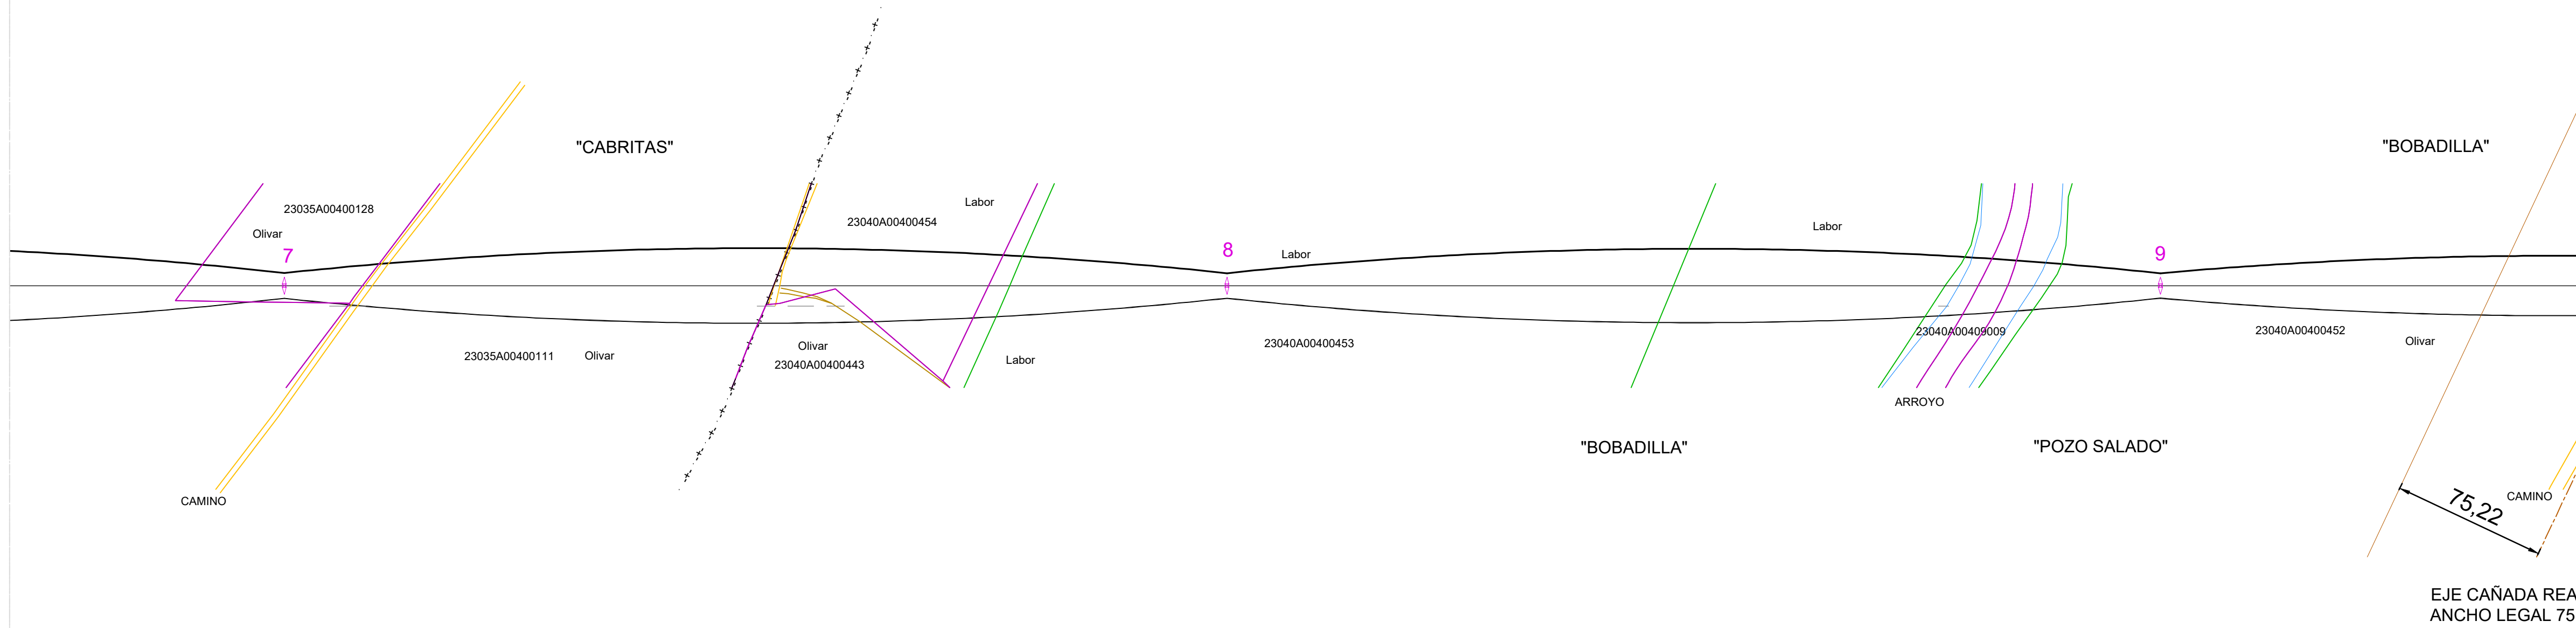 "CABRITAS"
"BOBADILLA"
23035A00400128
Olivar
7
23040A00400454
Labor
8
Labor
Labor
9
23035A00400111
Olivar
Olivar
23040A00400443
Labor
23040A00400453
23040A00409009
23040A00400452
Olivar
ARROYO
"BOBADILLA"
"POZO SALADO"
CAMINO
75,22
CAMINO
EJE CAÑADA REA
ANCHO LEGAL 75